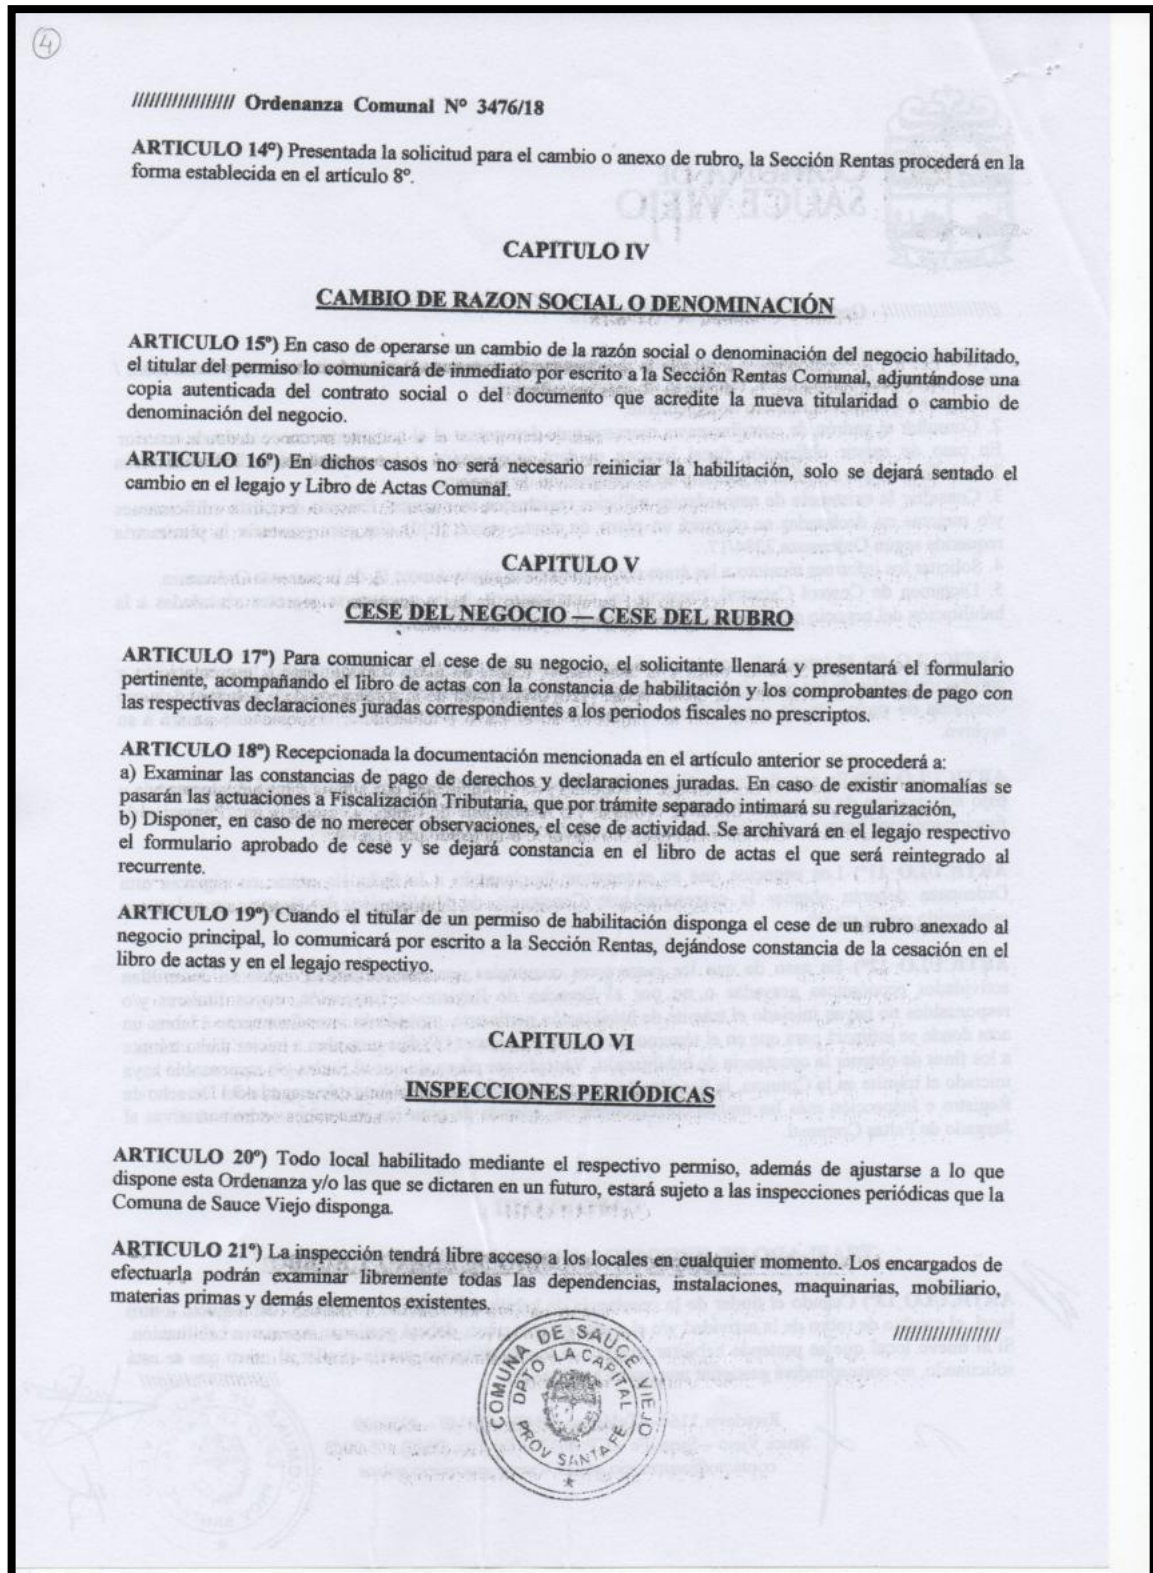 4
///////////////// Ordenanza Comunal Nº 3476/18
ARTICULO 14º) Presentada la solicitud para el cambio o anexo de rubro, la Sección Rentas procederá en la
forma establecida en el artículo 8º.
CAPITULO IV
CAMBIO DE RAZON SOCIAL O DENOMINACIÓN
ARTICULO 15º) En caso de operarse un cambio de la razón social o denominación del negocio habilitado,
el titular del permiso lo comunicará de inmediato por escrito a la Sección Rentas Comunal, adjuntándose una
copia autenticada del contrato social o del documento que acredite la nueva titularidad o cambio de
denominación del negocio.
ARTICULO 16º) En dichos casos no será necesario reiniciar la habilitación, solo se dejará sentado el
cambio en el legajo y Libro de Actas Comunal.
CAPITULO V
CESE DEL NEGOCIO — CESE DEL RUBRO
ARTICULO 17º) Para comunicar el cese de su negocio, el solicitante llenará y presentará el formulario
pertinente, acompañando el libro de actas con la constancia de habilitación y los comprobantes de pago con
las respectivas declaraciones juradas correspondientes a los periodos fiscales no prescriptos.
ARTICULO 18º) Recepcionada la documentación mencionada en el artículo anterior se procederá a:
a) Examinar las constancias de pago de derechos y declaraciones juradas. En caso de existir anomalías se
pasarán las actuaciones a Fiscalización Tributaria, que por trámite separado intimará su regularización,
b) Disponer, en caso de no merecer observaciones, el cese de actividad. Se archivará en el legajo respectivo
el formulario aprobado de cese y se dejará constancia en el libro de actas el que será reintegrado al
recurrente.
ARTICULO 19º) Cuando el titular de un permiso de habilitación disponga el cese de un rubro anexado al
negocio principal, lo comunicará por escrito a la Sección Rentas, dejándose constancia de la cesación en el
libro de actas y en el legajo respectivo.
CAPITULO VI
INSPECCIONES PERIÓDICAS
ARTICULO 20º) Todo local habilitado mediante el respectivo permiso, además de ajustarse a lo que
dispone esta Ordenanza y/o las que se dictaren en un futuro, estará sujeto a las inspecciones periódicas que la
Comuna de Sauce Viejo disponga.
ARTICULO 21º) La inspección tendrá libre acceso a los locales en cualquier momento. Los encargados de
efectuarla podrán examinar libremente todas las dependencias, instalaciones, maquinarias, mobiliario,
materias primas y demás elementos existentes.
//////////////////
COMUNA DE SAUCE VIEJO
DPTO LA CAPITAL
PROV SANTA FE